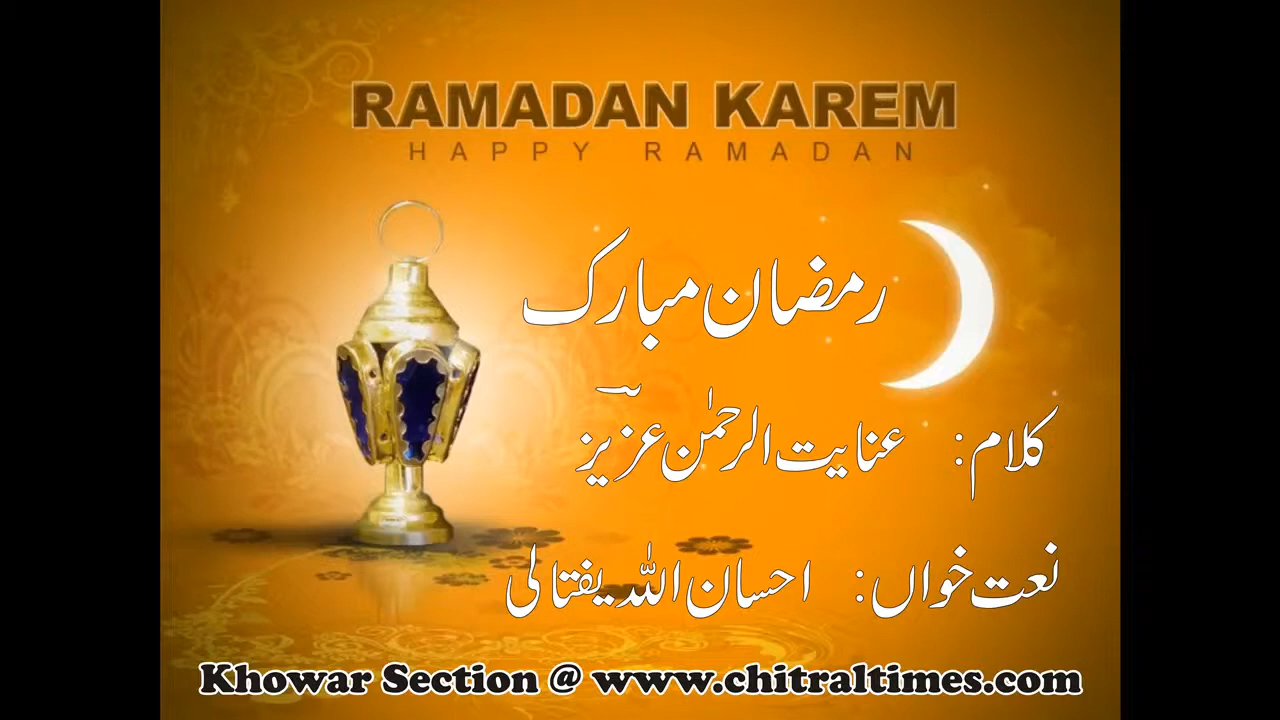 RAMADAN KAREM
HAPPY RAMADAN
رمضان مبارک
کلام: عنایت الرحمٰن عزیز
نعت خواں: احسان اللہ یفتالی
Khowar Section @ www.chitraltimes.com